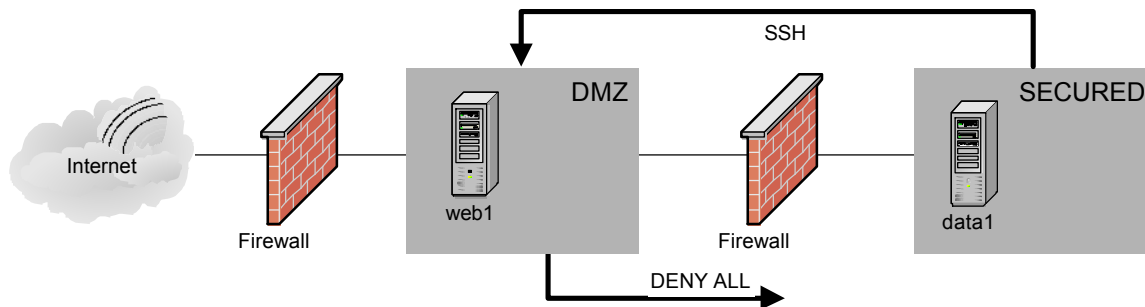 SSH
DMZ
SECURED
Internet
web1
data1
Firewall
Firewall
DENY ALL